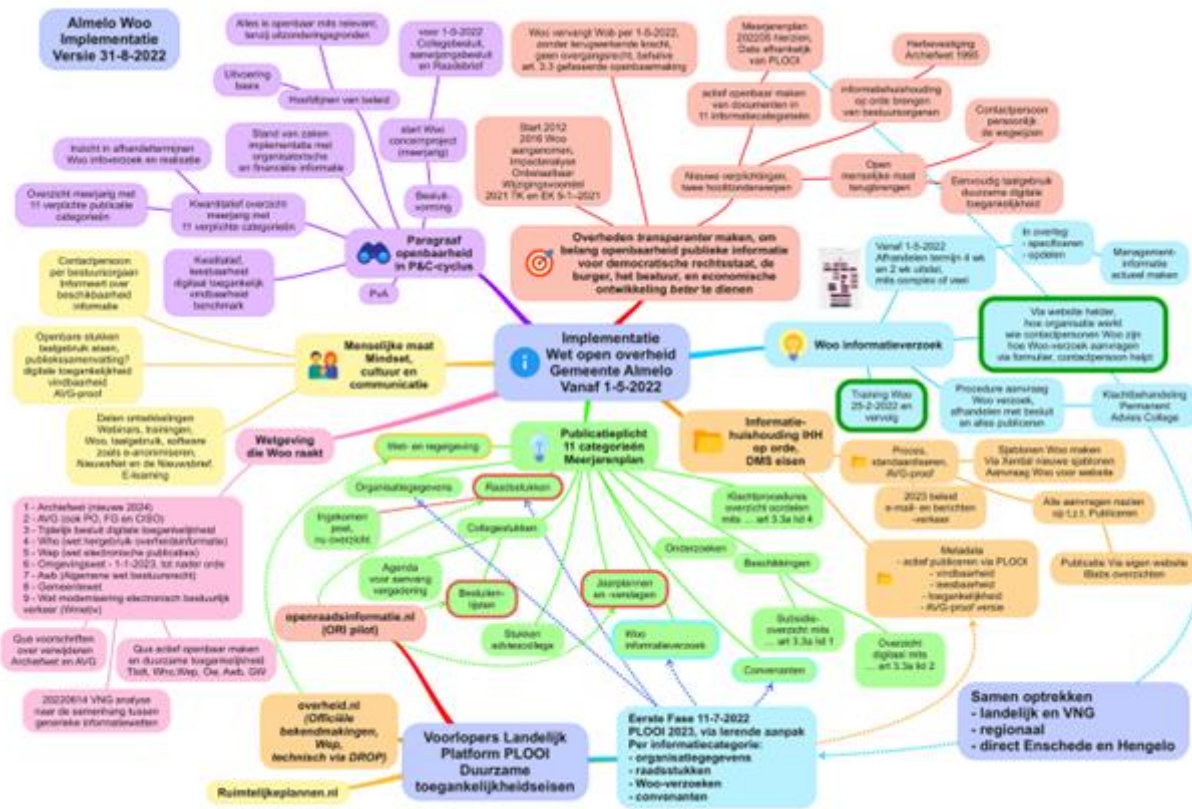 Almelo Woo
Implementatie
Versie 31-8-2022
Alles is openbaar mits relevant,
tenzij uitzonderingsgronden
Uitvoering
basis
Hoofdlijnen van beleid
voor 1-5-2022
Collegebesluit,
aanwijzingsbesluit
en Raadsbrief
start Woo
concernproject
(meerjarig)
Besluit-
vorming
Stand van zaken
implementatie met
organisatorische
en financiële informatie
Inzicht in afhandeltermijnen
Woo infoverzoek en realisatie
Overzicht meerjarig met
11 verplichte publicatie
categorieën
Kwantitatief overzicht
meerjarig met
11 verplichte categorieën
Kwalitatief,
leesbaarheid
digitaal toegankelijk
vindbaarheid
benchmark
PvA
Paragraaf
openbaarheid
in P&C-cyclus
Woo vervangt Wob per 1-5-2022,
zonder terugwerkende kracht,
geen overgangsrecht, behalve
art. 3.3 gefaseerde openbaarmaking
Start 2012
2016 Woo
aangenomen,
Impactanalyse
Onbetaalbaar
Wijzigingsvoorstel
2021 TK en EK 5-1--2021
Meerjarenplan
2022 herzien,
Data afhankelijk
van PLOOI
actief openbaar maken
van documenten in
11 informatiecategorieën
Herbevestiging
Archiefwet 1995
informatiehuishouding
op orde brengen
van bestuursorganen
Nieuwe verplichtingen,
twee hoofdonderwerpen
Open
menselijke maat
terugbrengen
Contactpersoon
persoonlijk
de wegwijzen
Eenvoudig taalgebruik
duurzame digitale
toegankelijkheid
Overheden transparanter maken, om
belang openbaarheid publieke informatie
voor democratische rechtsstaat, de
burger, het bestuur, en economische
ontwikkeling beter te dienen
Contactpersoon
per bestuursorgaan
Informeert over
beschikbaarheid
informatie
Openbare stukken
taalgebruik eisen,
publiekssamenvatting?
digitale toegankelijkheid
vindbaarheid
AVG-proof
Delen ontwikkelingen
Webinars, trainingen,
Woo, taalgebruik, software
zoals e-anonimiseren,
NieuwsNet en de Nieuwsbrief.
E-learning
Menselijke maat
Mindset,
cultuur en
communicatie
Implementatie
Wet open overheid
Gemeente Almelo
Vanaf 1-5-2022
Woo informatieverzoek
Vanaf 1-5-2022
Afhandelen termijn 4 wk
en 2 wk uitstel,
mits complex of veel
In overleg
- specificeren
- opdelen
Management-
informatie
actueel maken
Via website helder,
hoe organisatie werkt
wie contactpersonen Woo zijn
hoe Woo-verzoek aanvragen
via formulier, contactpersoon helpt
Training Woo
25-2-2022 en
vervolg
Procedure aanvraag
Woo verzoek,
afhandelen met besluit
en alles publiceren
Klachtbehandeling
Permanent
Advies College
Wetgeving
die Woo raakt
1 - Archiefwet (nieuwe 2024)
2 - AVG (ook PO, FG en CISO)
3 - Tijdelijk besluit digitale toegankelijkheid
4 - Who (wet hergebruik overheidsinformatie)
5 - Wep (wet electronische publicaties)
6 - Omgevingswet - 1-1-2023, tot nader orde
7 - Awb (Algemene wet bestuursrecht)
8 - Gemeentewet
9 - Wet modernisering electronisch bestuurlijk
verkeer (Wmebv)
Qua voorschriften
over verwijderen
Archiefwet en AVG
Qua actief openbaar maken
en duurzame toegankelijkheid
Tbdt, Who,Wep, Ow, Awb, GW
20220614 VNG analyse
naar de samenhang tussen
generieke informatiewetten
Publicatieplicht
11 categorieën
Meerjarenplan
Wet- en regelgeving
Organisatiegegevens
Raadsstukken
Ingekomen
post,
nu overzicht
Collegestukken
Agenda
voor aanvang
vergadering
Besluiten-
lijsten
Stukken
adviescollege
Jaarplannen
en -verslagen
Woo
informatieverzoek
Convenanten
Onderzoeken
Beschikkingen
Klachtprocedures
overzicht oordelen
mits ... art 3.3a lid 4
Subsidie-
overzicht mits
... art 3.3a lid 1
Overzicht
digitaal mits
... art 3.3a lid 2
Informatie-
huishouding IHH
op orde,
DMS eisen
Proces,
standaardiseren,
AVG-proof
Sjablonen Woo maken
Via Xential nieuwe sjablonen
Aanvraag Woo voor website
2023 beleid
e-mail- en berichten
-verkeer
Alle aanvragen nazien
op t.z.t. Publiceren
Publicatie Via eigen website
iBabs overzichten
Metadata
- actief publiceren via PLOOI
- vindbaarheid
- leesbaarheid
- toegankelijkheid
- AVG-proof versie
openraadsinformatie.nl
(ORI pilot)
overheid.nl
(Officiële
bekendmakingen,
Wep,
technisch via DROP)
Ruimtelijkeplannen.nl
Voorlopers Landelijk
Platform PLOOI
Duurzame
toegankelijkheidseisen
Eerste Fase 11-7-2022
PLOOI 2023, via lerende aanpak
Per informatiecategorie:
- organisatiegegevens
- raadsstukken
- Woo-verzoeken
- convenanten
Samen optrekken
- landelijk en VNG
- regionaal
- direct Enschede en Hengelo